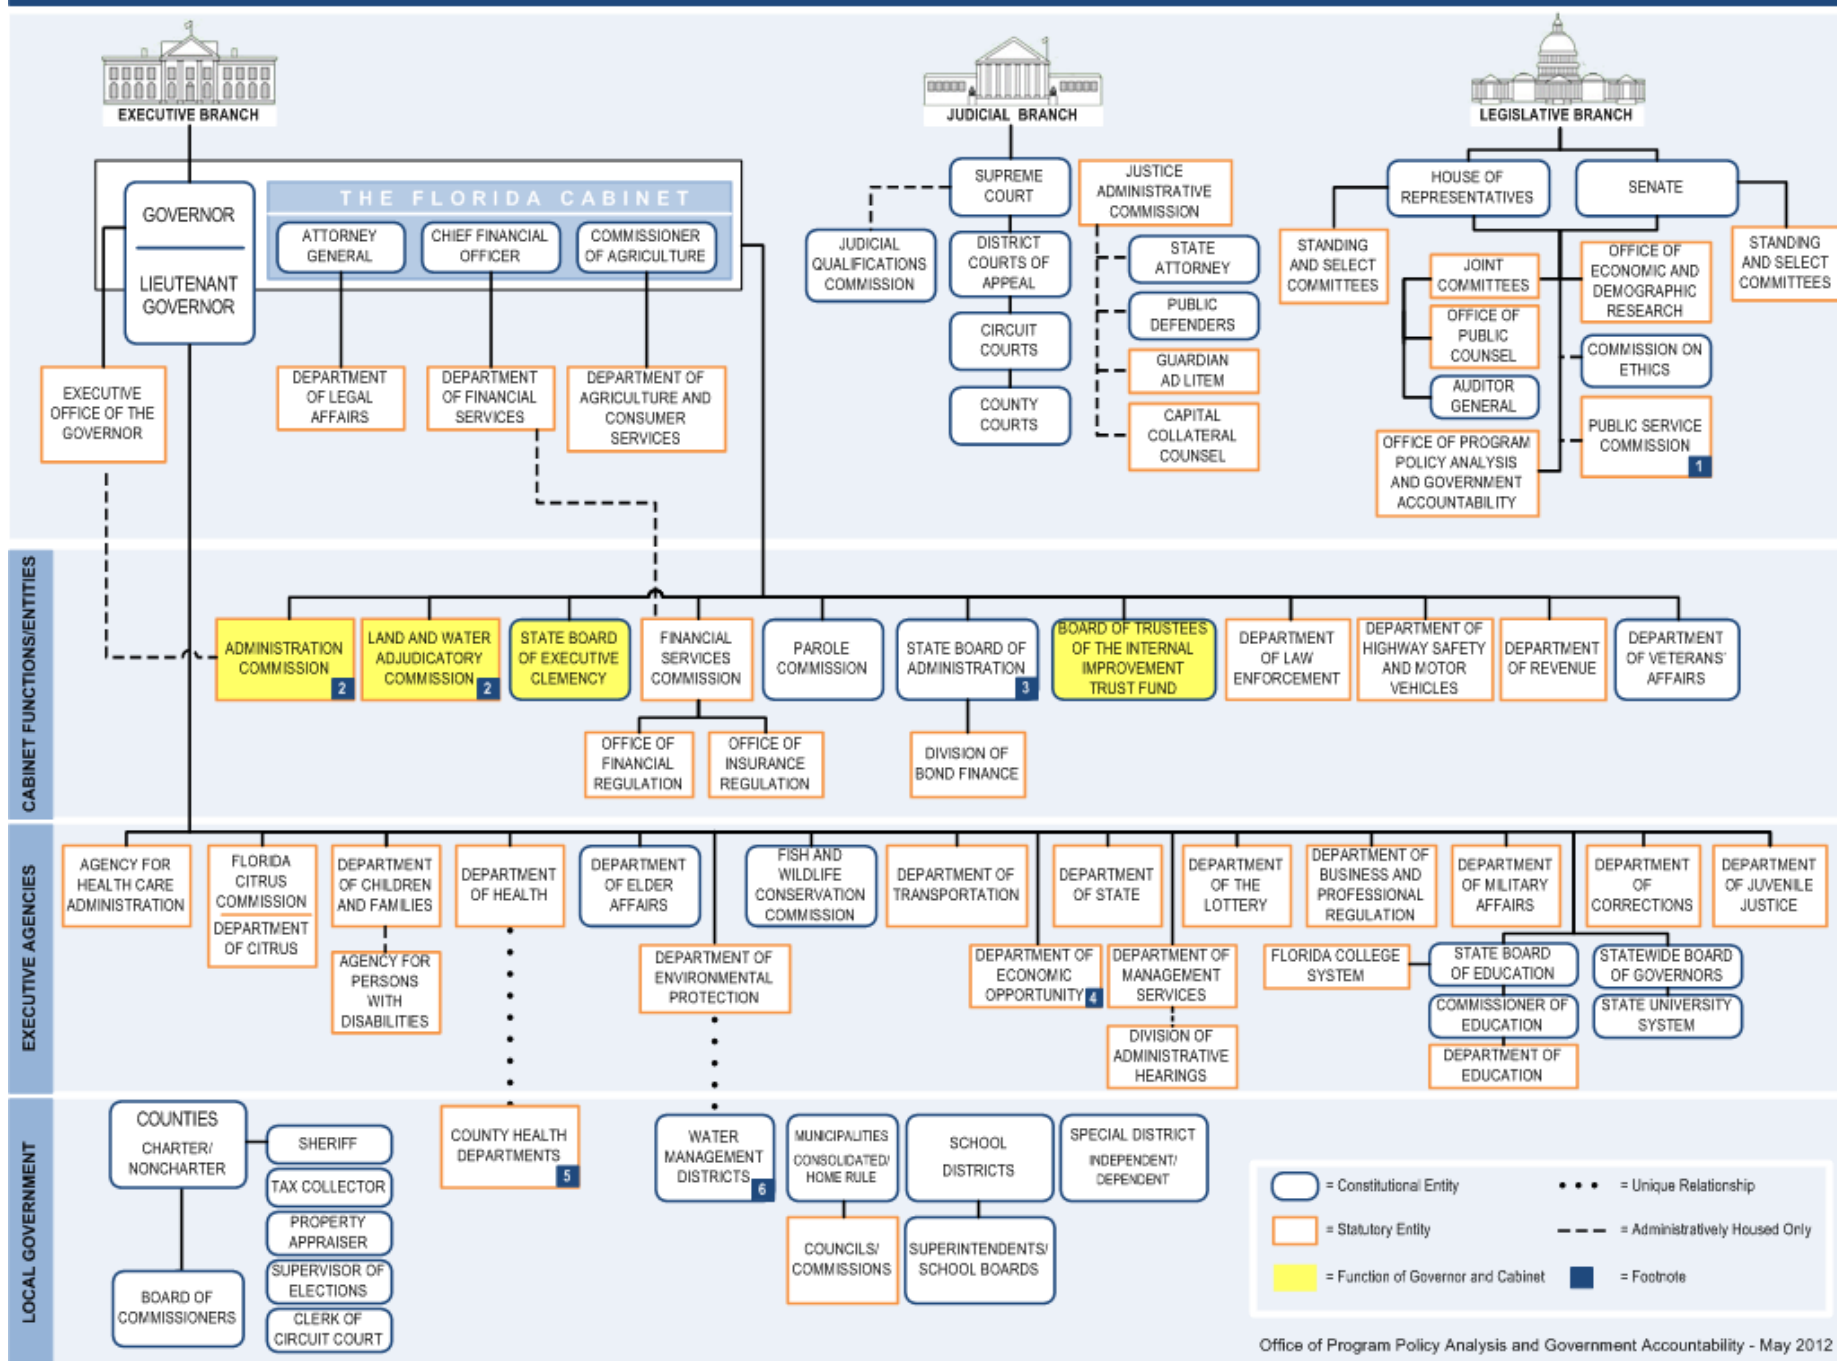 EXECUTIVE BRANCH
JUDICIAL BRANCH
LEGISLATIVE BRANCH
GOVERNOR
LIEUTENANT
GOVERNOR
THE FLORIDA CABINET
ATTORNEY
GENERAL
CHIEF FINANCIAL
OFFICER
COMMISSIONER
OF AGRICULTURE
EXECUTIVE
OFFICE OF THE
GOVERNOR
DEPARTMENT
OF LEGAL
AFFAIRS
DEPARTMENT
OF FINANCIAL
SERVICES
DEPARTMENT OF
AGRICULTURE AND
CONSUMER
SERVICES
SUPREME
COURT
JUDICIAL
QUALIFICATIONS
COMMISSION
DISTRICT
COURTS OF
APPEAL
CIRCUIT
COURTS
COUNTY
COURTS
JUSTICE
ADMINISTRATIVE
COMMISSION
STATE
ATTORNEY
PUBLIC
DEFENDERS
GUARDIAN
AD LITEM
CAPITAL
COLLATERAL
COUNSEL
HOUSE OF
REPRESENTATIVES
SENATE
STANDING
AND SELECT
COMMITTEES
JOINT
COMMITTEES
OFFICE OF
PUBLIC
COUNSEL
AUDITOR
GENERAL
OFFICE OF PROGRAM
POLICY ANALYSIS
AND GOVERNMENT
ACCOUNTABILITY
OFFICE OF
ECONOMIC AND
DEMOGRAPHIC
RESEARCH
COMMISSION ON
ETHICS
PUBLIC SERVICE
COMMISSION
1
STANDING
AND SELECT
COMMITTEES
CABINET FUNCTIONS/ENTITIES
ADMINISTRATION
COMMISSION
2
LAND AND WATER
ADJUDICATORY
COMMISSION
2
STATE BOARD
OF EXECUTIVE
CLEMENCY
FINANCIAL
SERVICES
COMMISSION
OFFICE OF
FINANCIAL
REGULATION
OFFICE OF
INSURANCE
REGULATION
PAROLE
COMMISSION
STATE BOARD OF
ADMINISTRATION
3
DIVISION OF
BOND FINANCE
BOARD OF TRUSTEES
OF THE INTERNAL
IMPROVEMENT
TRUST FUND
DEPARTMENT
OF LAW
ENFORCEMENT
DEPARTMENT OF
HIGHWAY SAFETY
AND MOTOR
VEHICLES
DEPARTMENT
OF REVENUE
DEPARTMENT
OF VETERANS'
AFFAIRS
EXECUTIVE AGENCIES
AGENCY FOR
HEALTH CARE
ADMINISTRATION
FLORIDA
CITRUS
COMMISSION
DEPARTMENT
OF CITRUS
DEPARTMENT
OF CHILDREN
AND FAMILIES
AGENCY FOR
PERSONS
WITH
DISABILITIES
DEPARTMENT
OF HEALTH
DEPARTMENT
OF ELDER
AFFAIRS
DEPARTMENT OF
ENVIRONMENTAL
PROTECTION
FISH AND
WILDLIFE
CONSERVATION
COMMISSION
DEPARTMENT OF
TRANSPORTATION
DEPARTMENT OF
ECONOMIC
OPPORTUNITY
4
DEPARTMENT
OF STATE
DEPARTMENT OF
MANAGEMENT
SERVICES
DIVISION OF
ADMINISTRATIVE
HEARINGS
DEPARTMENT
OF THE
LOTTERY
DEPARTMENT OF
BUSINESS AND
PROFESSIONAL
REGULATION
DEPARTMENT
OF MILITARY
AFFAIRS
DEPARTMENT
OF
CORRECTIONS
DEPARTMENT
OF JUVENILE
JUSTICE
FLORIDA COLLEGE
SYSTEM
STATE BOARD
OF EDUCATION
COMMISSIONER OF
EDUCATION
DEPARTMENT OF
EDUCATION
STATEWIDE BOARD
OF GOVERNORS
STATE UNIVERSITY
SYSTEM
LOCAL GOVERNMENT
COUNTIES
CHARTER/
NONCHARTER
BOARD OF
COMMISSIONERS
SHERIFF
TAX COLLECTOR
PROPERTY
APPRAISER
SUPERVISOR OF
ELECTIONS
CLERK OF
CIRCUIT COURT
COUNTY HEALTH
DEPARTMENTS
5
WATER
MANAGEMENT
DISTRICTS
6
MUNICIPALITIES
CONSOLIDATED/
HOME RULE
COUNCILS/
COMMISSIONS
SCHOOL
DISTRICTS
SUPERINTENDENTS/
SCHOOL BOARDS
SPECIAL DISTRICT
INDEPENDENT/
DEPENDENT
= Constitutional Entity
= Unique Relationship
= Statutory Entity
= Administratively Housed Only
= Function of Governor and Cabinet
= Footnote
Office of Program Policy Analysis and Government Accountability - May 2012